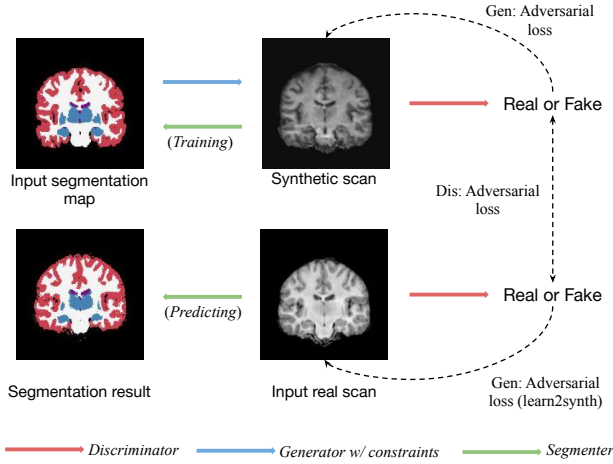 Gen: Adversarial
loss
(Training)
Real or Fake
Input segmentation
map
Synthetic scan
Dis: Adversarial
loss
(Predicting)
Real or Fake
Segmentation result
Input real scan
Gen: Adversarial
loss (learn2synth)
Discriminator
Generator w/ constraints
Segmenter